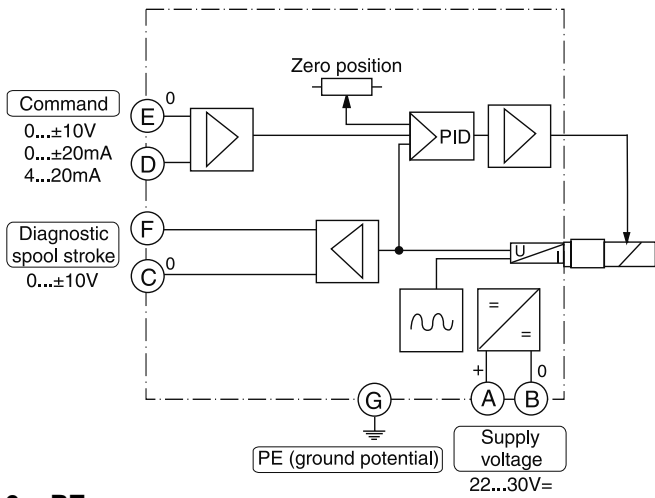 Zero position
Command
0...±10V
0...±20mA
4...20mA
E
0
D
PID
Diagnostic
spool stroke
0...±10V
F
C
0
U
I
=
=
+
0
G
A
B
PE (ground potential)
Supply
voltage
22...30V=